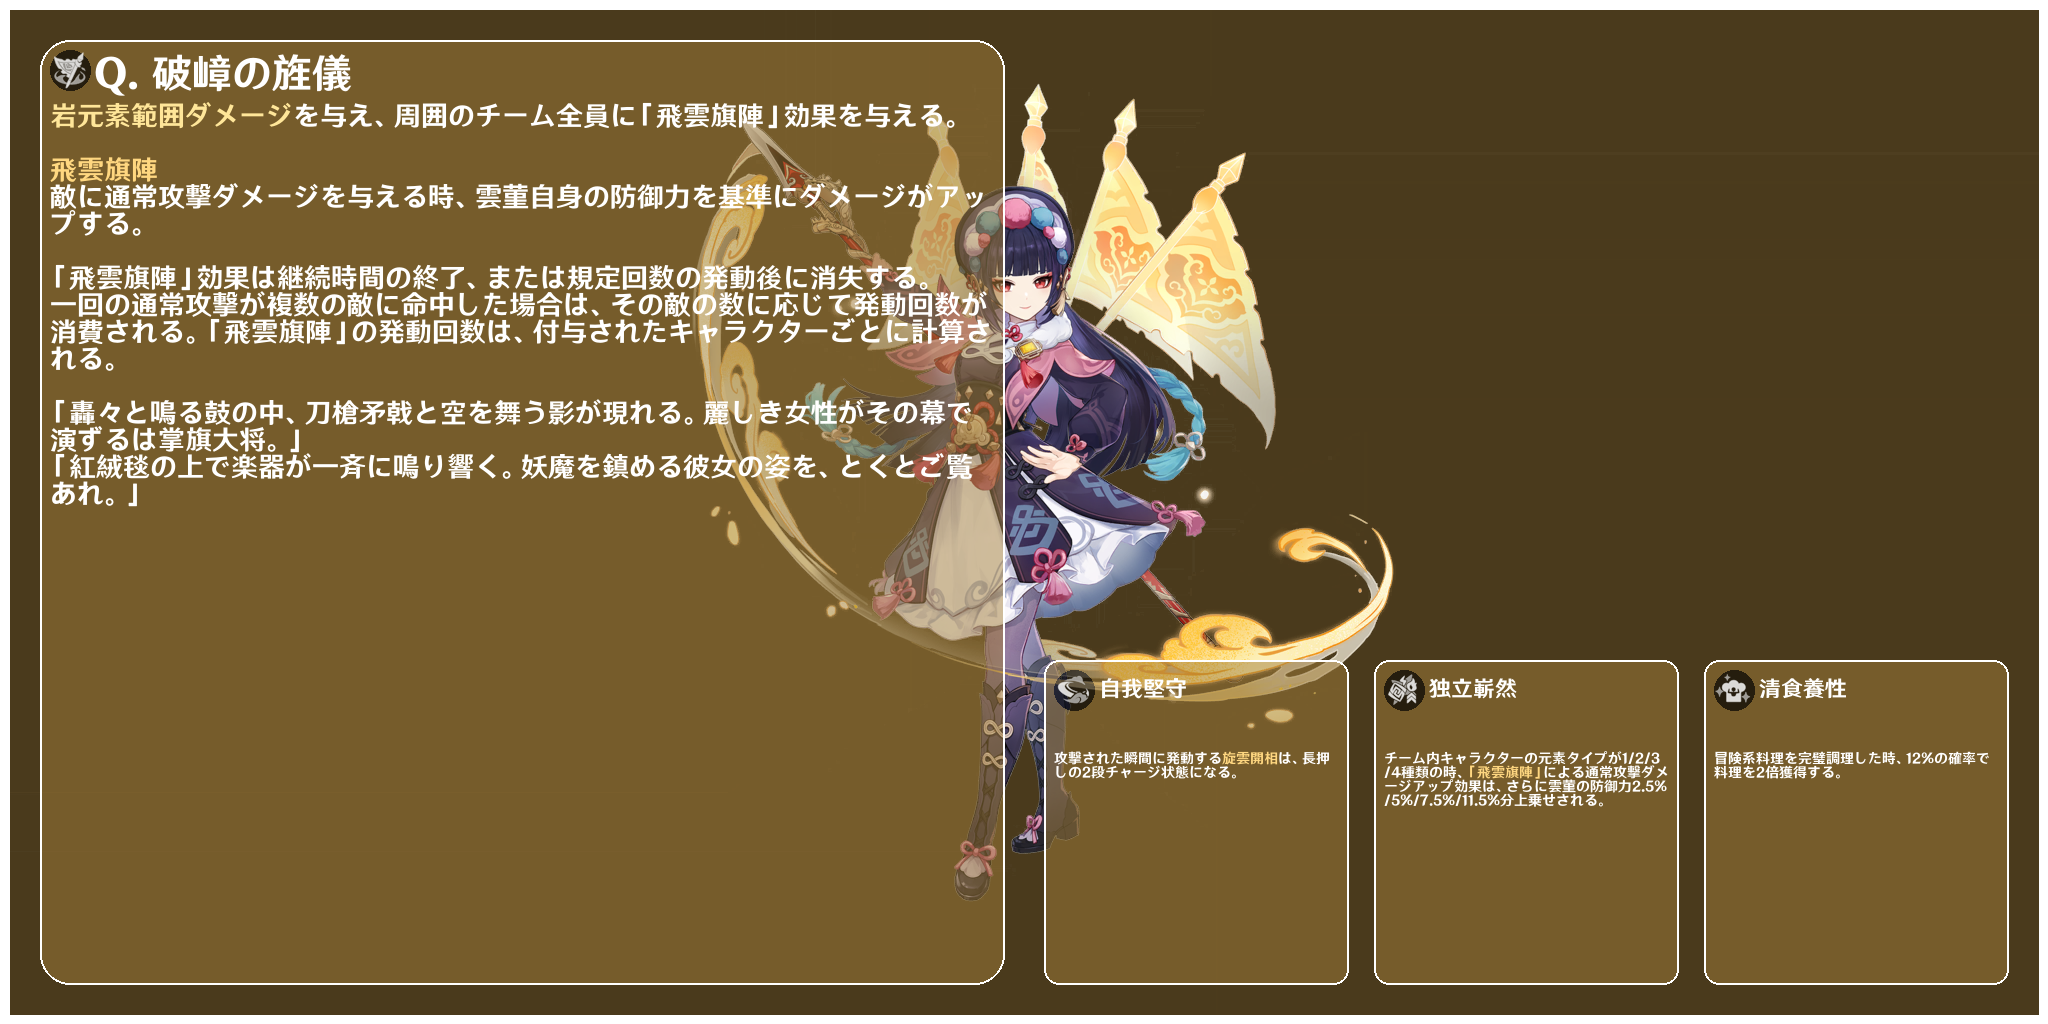 Q. 破嶂の旌儀
岩元素範囲ダメージを与え、周囲のチーム全員に「飛雲旗陣」効果を与える。
飛雲旗陣
敵に通常攻撃ダメージを与える時、雲菫自身の防御力を基準にダメージがアッ
プする。
「飛雲旗陣」効果は継続時間の終了、または規定回数の発動後に消失する。
一回の通常攻撃が複数の敵に命中した場合は、その敵の数に応じて発動回数が
消費される。「飛雲旗陣」の発動回数は、付与されたキャラクターごとに計算さ
れる。
「轟々と鳴る鼓の中、刀槍矛戟と空を舞う影が現れる。麗しき女性がその幕で
演ずるは掌旗大将。」
「紅絨毯の上で楽器が一斉に鳴り響く。妖魔を鎮める彼女の姿を、とくとご覧
あれ。」
自我堅守
攻撃された瞬間に発動する旋雲開相は、長押
しの2段チャージ状態になる。
独立嶄然
チーム内キャラクターの元素タイプが1/2/3
/4種類の時、「飛雲旗陣」による通常攻撃ダメ
ージアップ効果は、さらに雲菫の防御力2.5%
/5%/7.5%/11.5%分上乗せされる。
清食養性
冒険系料理を完璧調理した時、12%の確率で
料理を2倍獲得する。